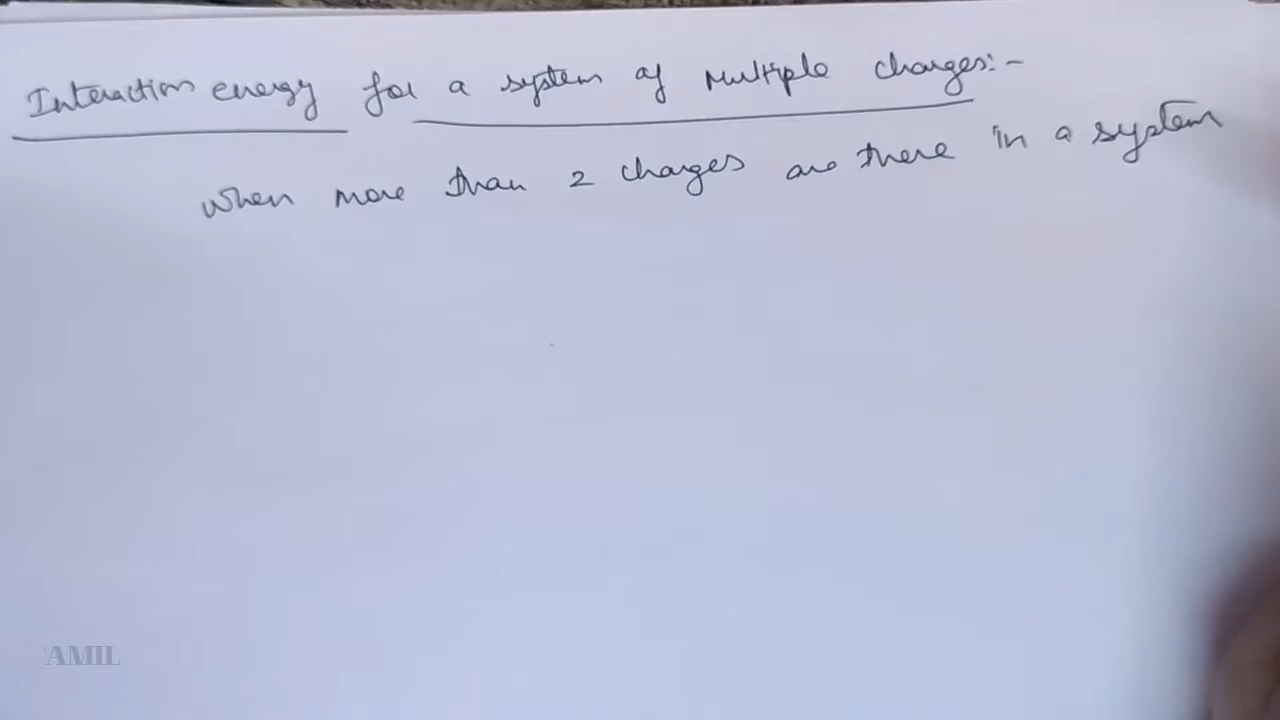 Interaction energy for a system of Multiple charges:-
when more than 2 charges are there in a system
AMIL